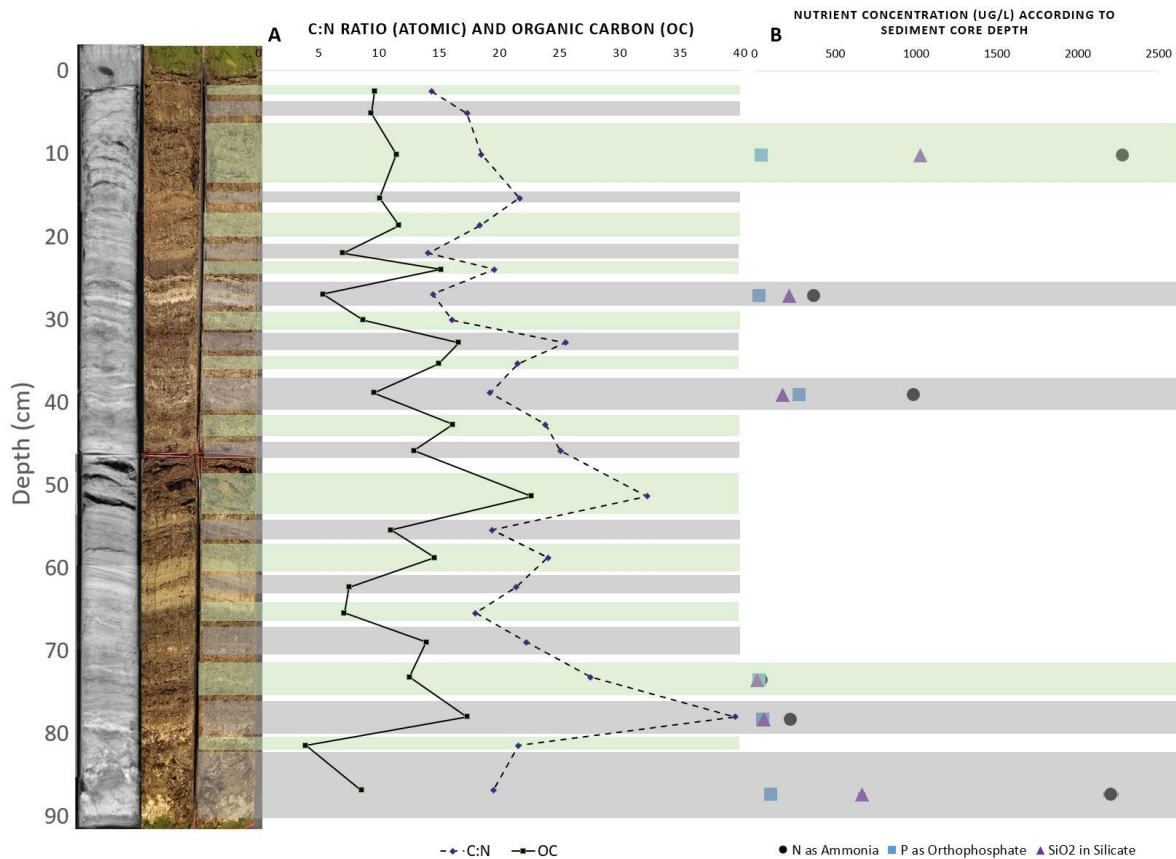 A
C:N RATIO (ATOMIC) AND ORGANIC CARBON (OC)
0 5 10 15 20 25 30 35 40
B
NUTRIENT CONCENTRATION (UG/L) ACCORDING TO
SEDIMENT CORE DEPTH
0 500 1000 1500 2000 2500
Depth (cm)
0
10
20
30
40
50
60
70
80
90
C:N OC
N as Ammonia P as Orthophosphate SiO2 in Silicate